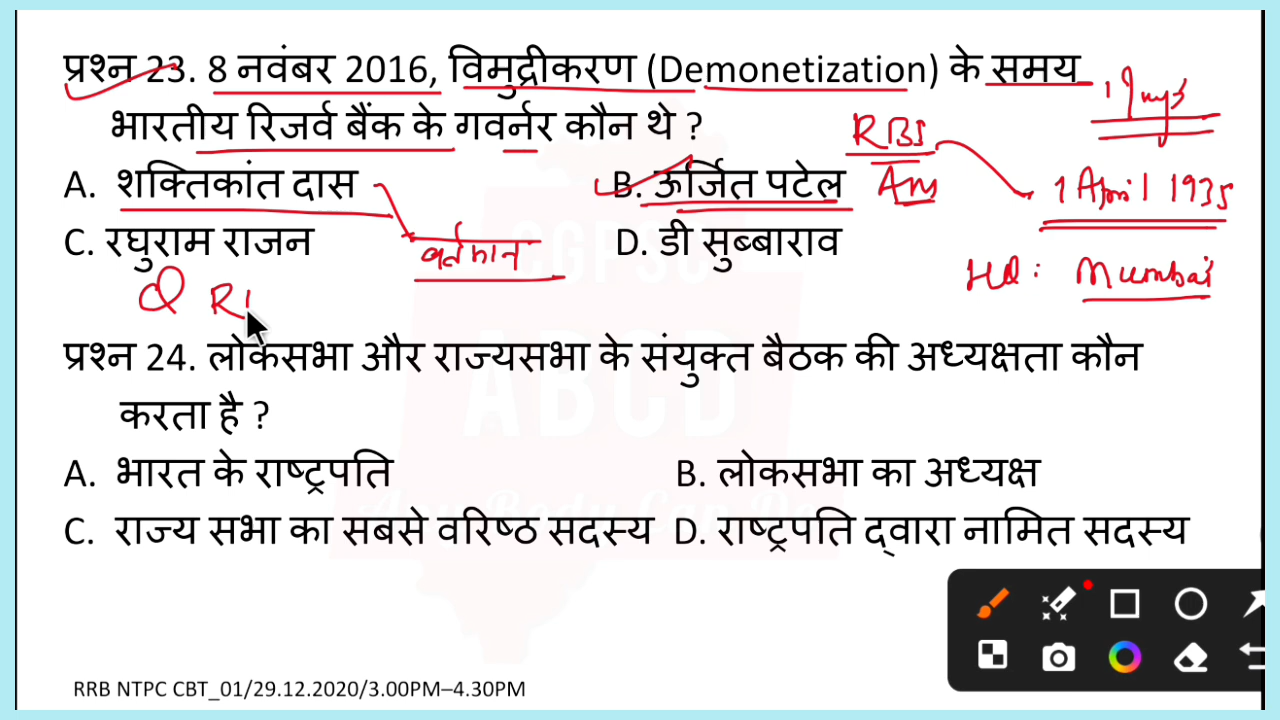 प्रश्न 23. 8 नवंबर 2016, विमुद्रीकरण (Demonetization) के समय
भारतीय रिजर्व बैंक के गवर्नर कौन थे ?
RBI
1 April 1935
A. शक्तिकांत दास
B. ऊर्जित पटेल
Ans
वर्तमान
C. रघुराम राजन
D. डी सुब्बाराव
HQ : Mumbai
Q R
प्रश्न 24. लोकसभा और राज्यसभा के संयुक्त बैठक की अध्यक्षता कौन
करता है ?
A. भारत के राष्ट्रपति
B. लोकसभा का अध्यक्ष
C. राज्य सभा का सबसे वरिष्ठ सदस्य
D. राष्ट्रपति द्वारा नामित सदस्य
CGPSC
ABCD
RRB NTPC CBT_01/29.12.2020/3.00PM–4.30PM